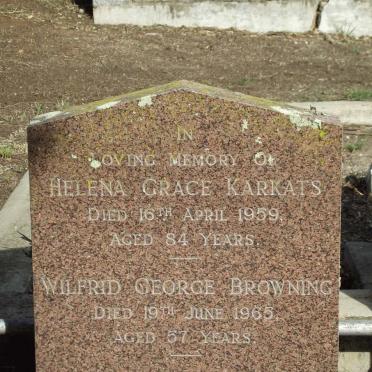 IN
LOVING MEMORY OF
HELENA GRACE KARKATS
DIED 16TH APRIL 1959.
AGED 84 YEARS.
WILFRID GEORGE BROWNING
DIED 19TH JUNE 1965.
AGED 57 YEARS.